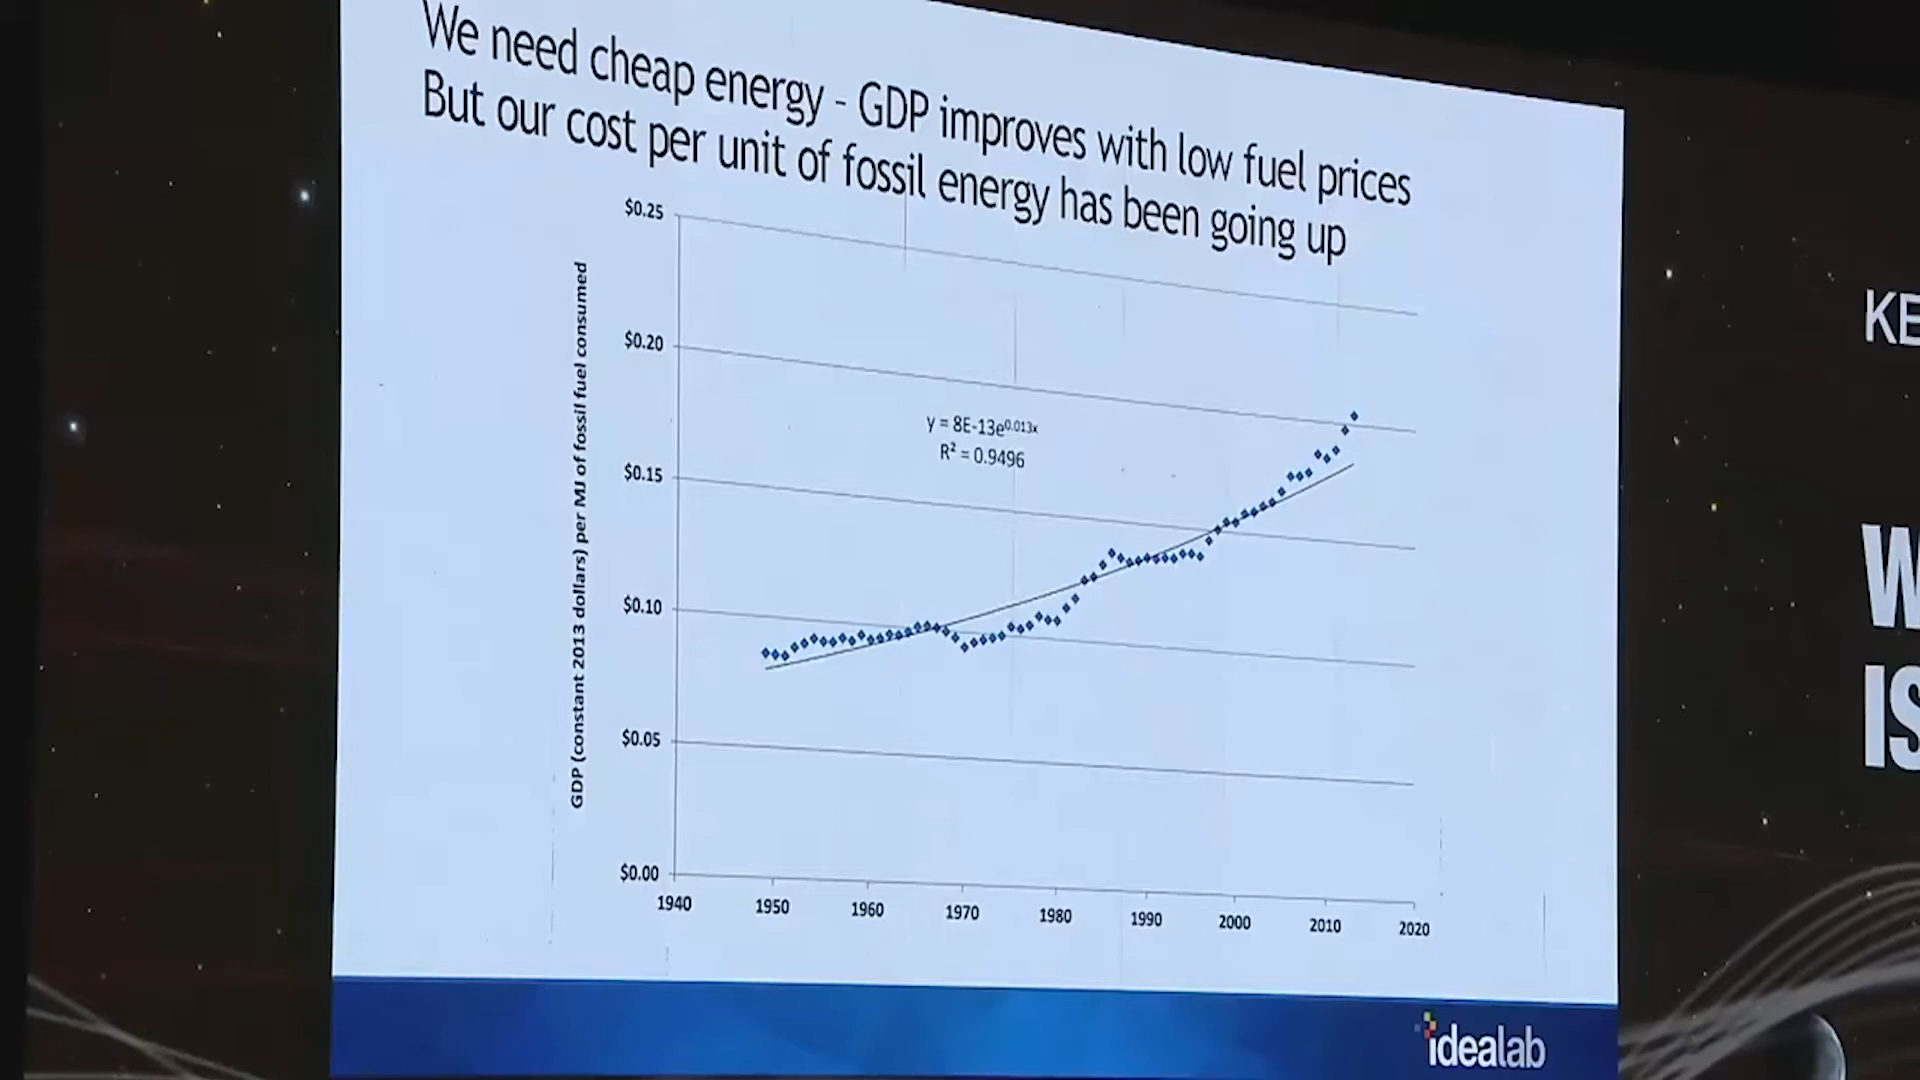 We need cheap energy - GDP improves with low fuel prices
But our cost per unit of fossil energy has been going up
GDP (constant 2013 dollars) per MJ of fossil fuel consumed
$0.25
$0.20
$0.15
$0.10
$0.05
$0.00
y = 8E-13e^0.013x
R² = 0.9496
1940 1950 1960 1970 1980 1990 2000 2010 2020
idealab
KE
W
IS